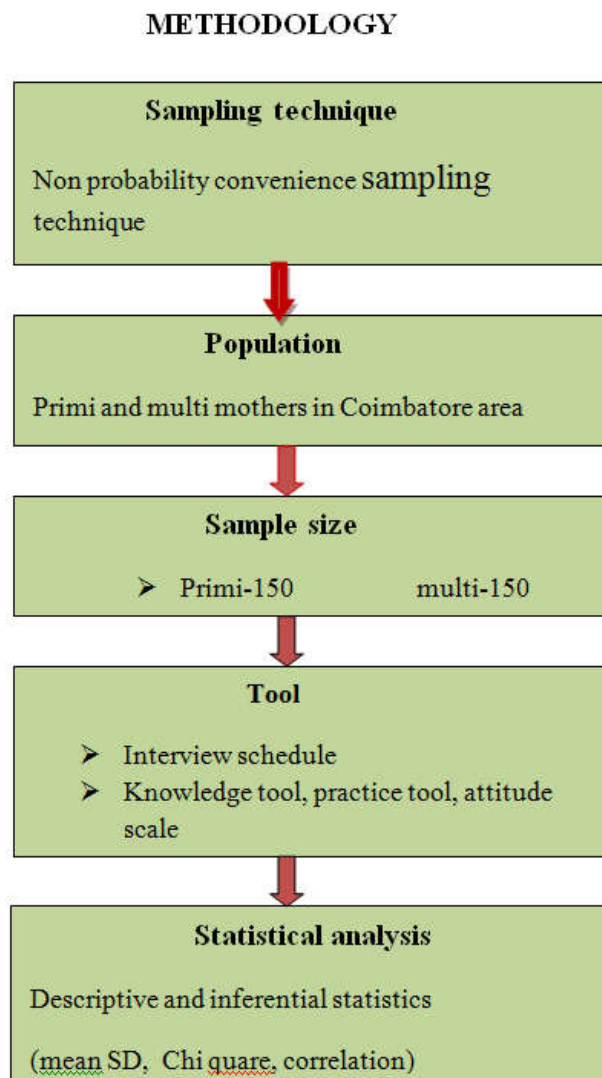 METHODOLOGY
Sampling technique
Non probability convenience sampling
technique
Population
Primi and multi mothers in Coimbatore area
Sample size
➢ Primi-150 multi-150
Tool
➢ Interview schedule
➢ Knowledge tool, practice tool, attitude
scale
Statistical analysis
Descriptive and inferential statistics
(mean SD, Chi quare, correlation)